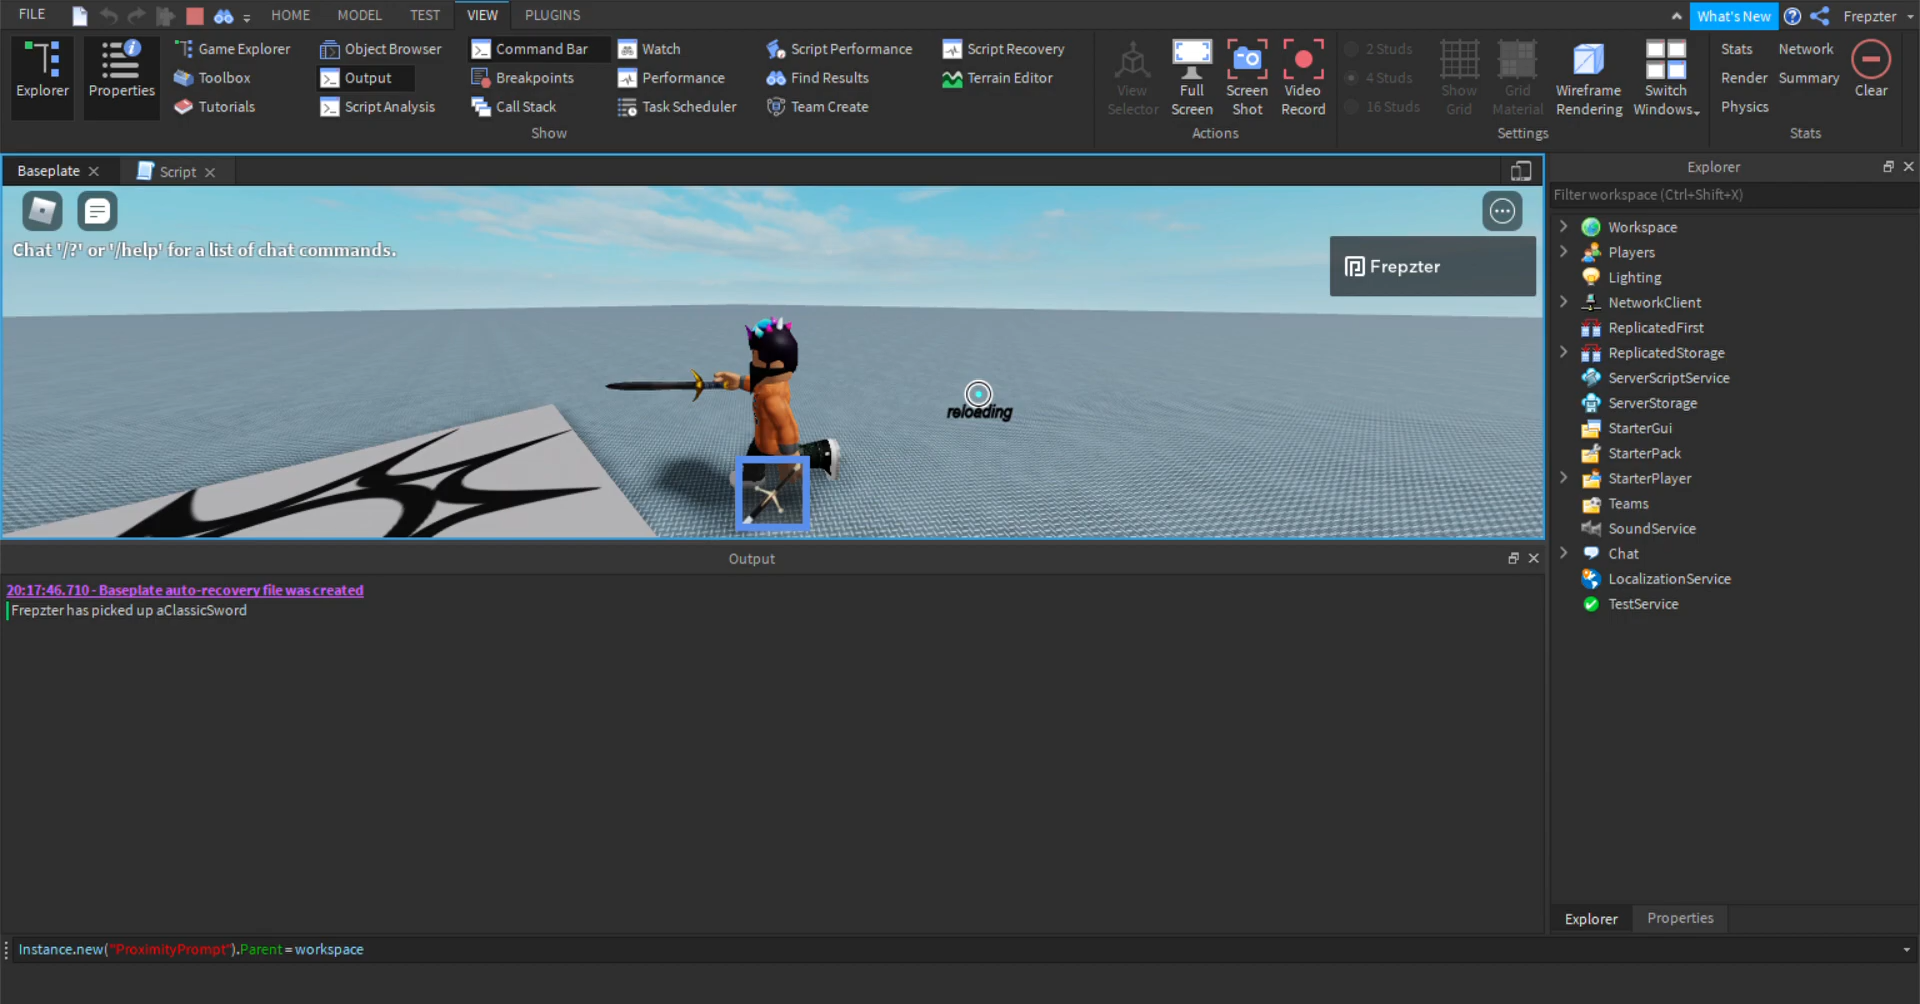 FILE
HOME
MODEL
TEST
VIEW
PLUGINS
What's New
Frepzter
Explorer
Properties
Game Explorer
Toolbox
Tutorials
Object Browser
Output
Script Analysis
Command Bar
Breakpoints
Call Stack
Watch
Performance
Task Scheduler
Script Performance
Find Results
Team Create
Script Recovery
Terrain Editor
Show
View
Selector
Full
Screen
Screen
Shot
Video
Record
Actions
2 Studs
4 Studs
16 Studs
Show
Grid
Grid
Material
Wireframe
Rendering
Switch
Windows
Settings
Stats
Network
Render
Summary
Physics
Clear
Stats
Baseplate
Script
Chat '/?' or '/help' for a list of chat commands.
Frepzter
reloading
Explorer
Filter workspace (Ctrl+Shift+X)
Workspace
Players
Lighting
NetworkClient
ReplicatedFirst
ReplicatedStorage
ServerScriptService
ServerStorage
StarterGui
StarterPack
StarterPlayer
Teams
SoundService
Chat
LocalizationService
TestService
Output
20:17:46.710 - Baseplate auto-recovery file was created
Frepzter has picked up aClassicSword
Explorer
Properties
Instance.new("ProximityPrompt").Parent = workspace